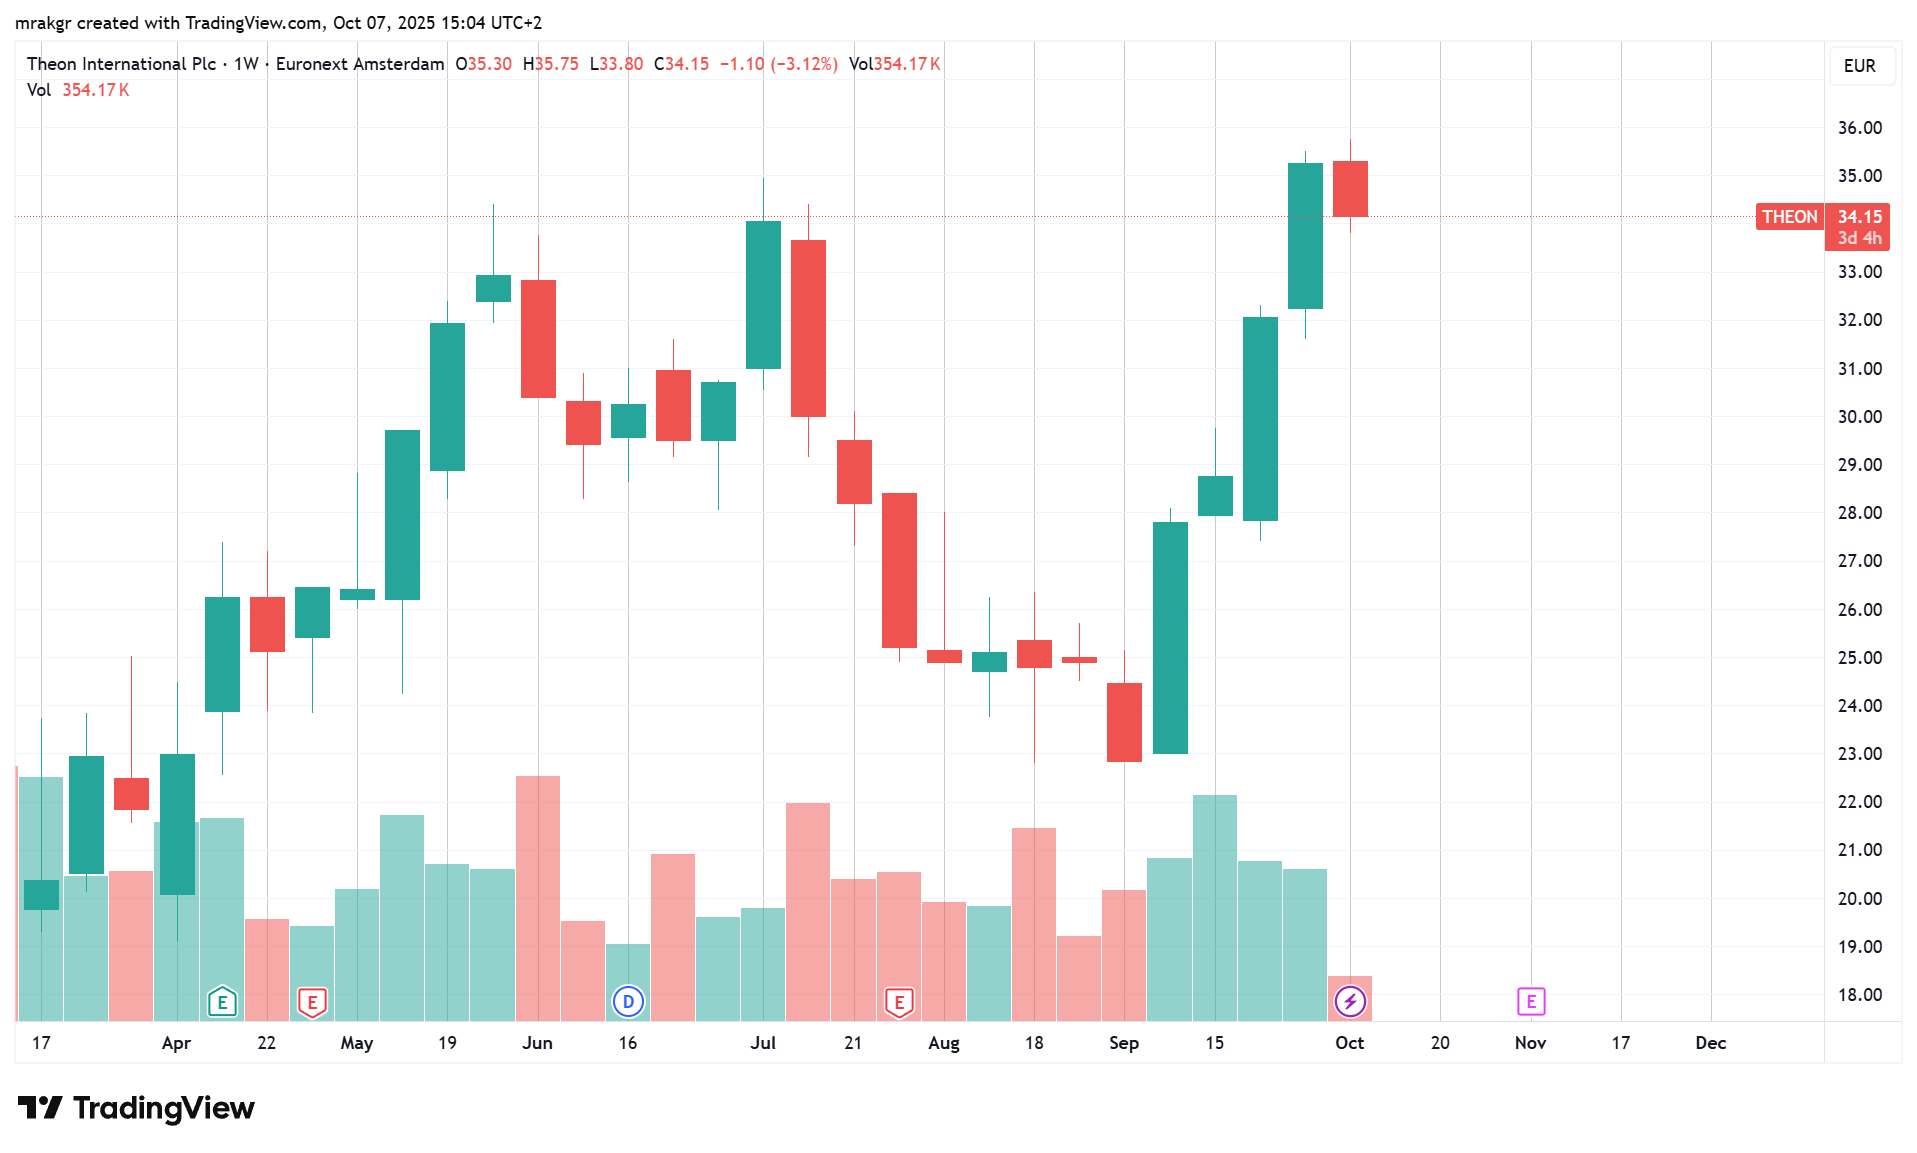 mrakgr created with TradingView.com, Oct 07, 2025 15:04 UTC+2
Theon International Plc · 1W · Euronext Amsterdam O35.30 H35.75 L33.80 C34.15 −1.10 (−3.12%) Vol354.17K
EUR
Vol 354.17K
36.00
35.00
THEON 34.15
3d 4h
33.00
32.00
31.00
30.00
29.00
28.00
27.00
26.00
25.00
24.00
23.00
22.00
21.00
20.00
19.00
18.00
E E D E E
17 Apr 22 May 19 Jun 16 Jul 21 Aug 18 Sep 15 Oct 20 Nov 17 Dec
TradingView